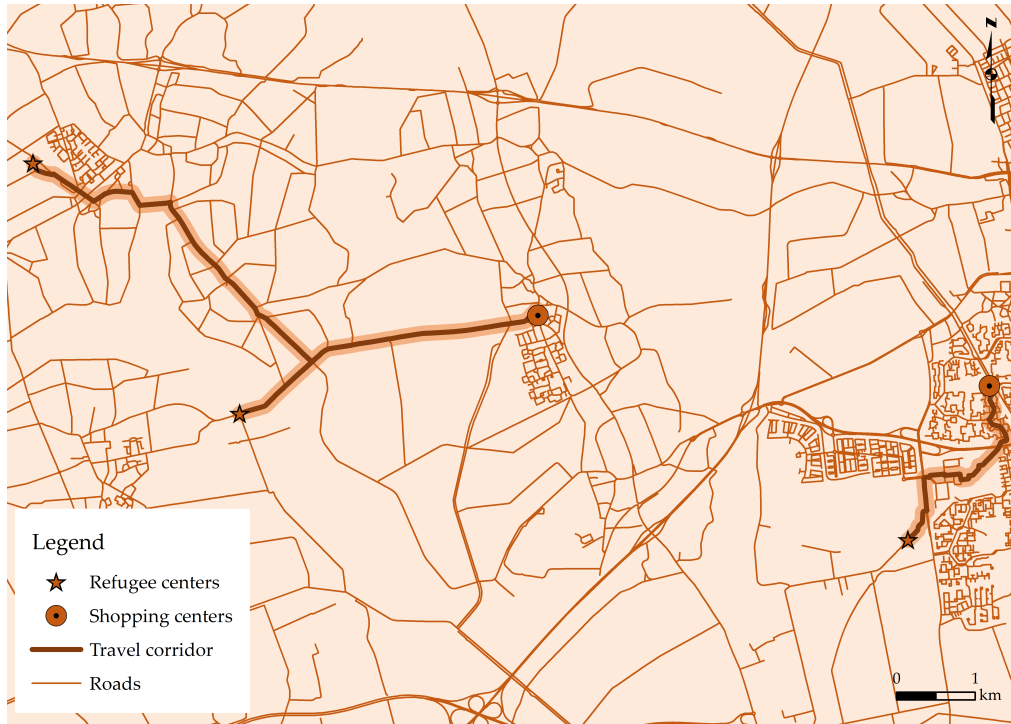 N
Legend
Refugee centers
Shopping centers
Travel corridor
Roads
0 1
km